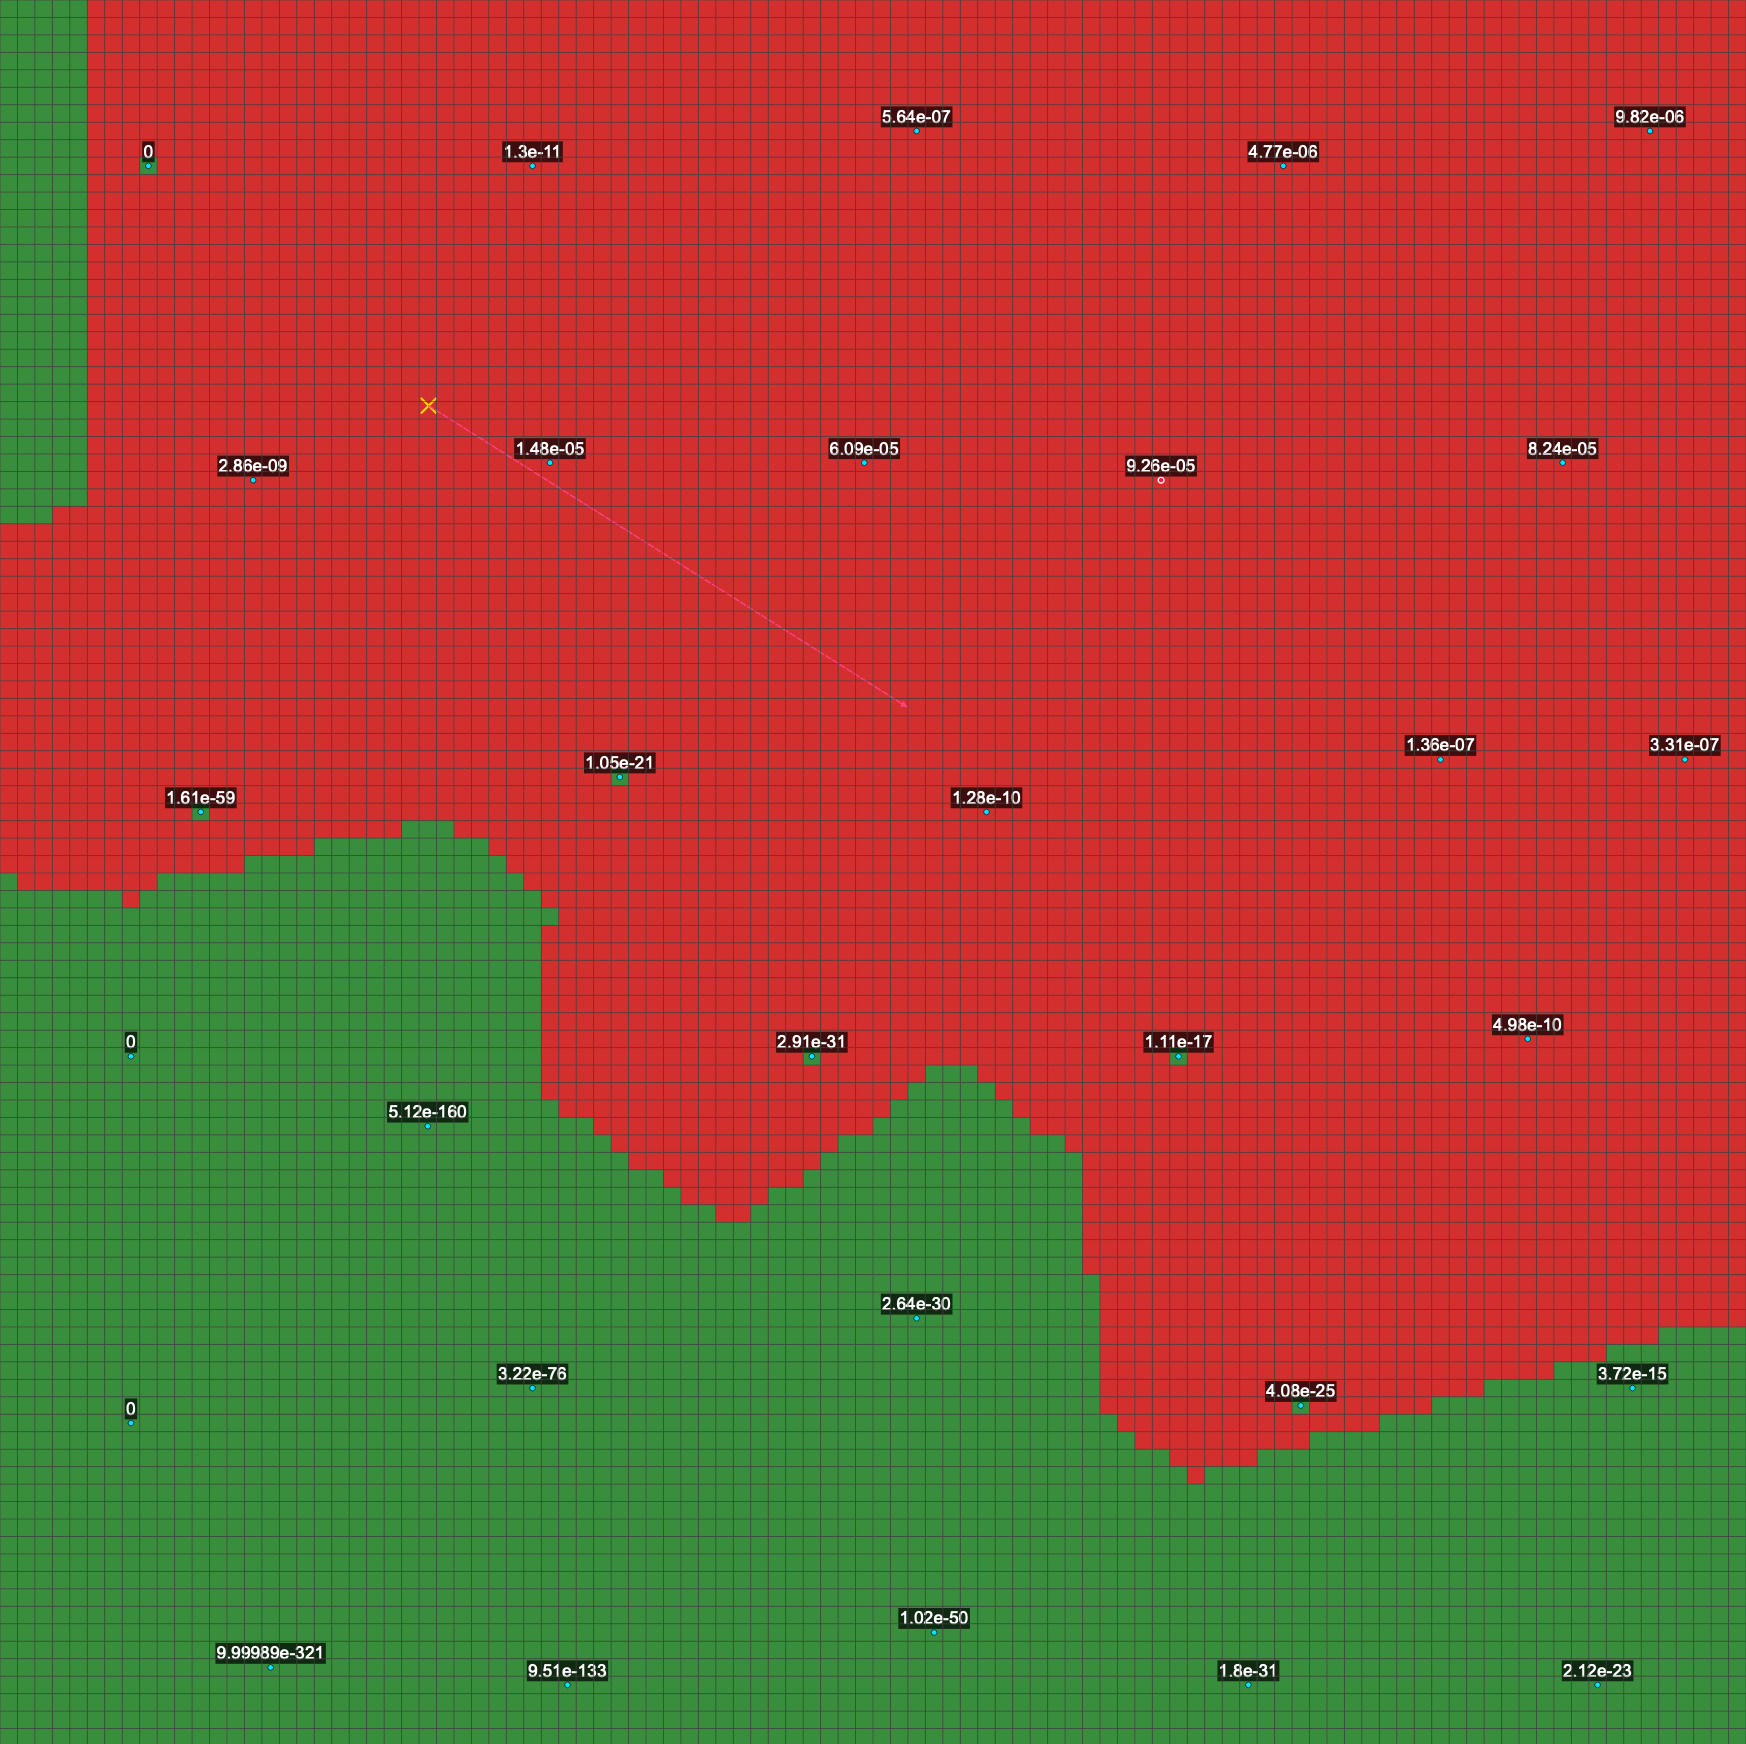 5.64e-07
9.82e-06
0
1.3e-11
4.77e-06
2.86e-09
1.48e-05
6.09e-05
9.26e-05
8.24e-05
1.36e-07
3.31e-07
1.05e-21
1.61e-59
1.28e-10
4.98e-10
0
2.91e-31
1.11e-17
5.12e-160
2.64e-30
3.22e-76
3.72e-15
4.08e-25
0
1.02e-50
9.99989e-321
9.51e-133
1.8e-31
2.12e-23